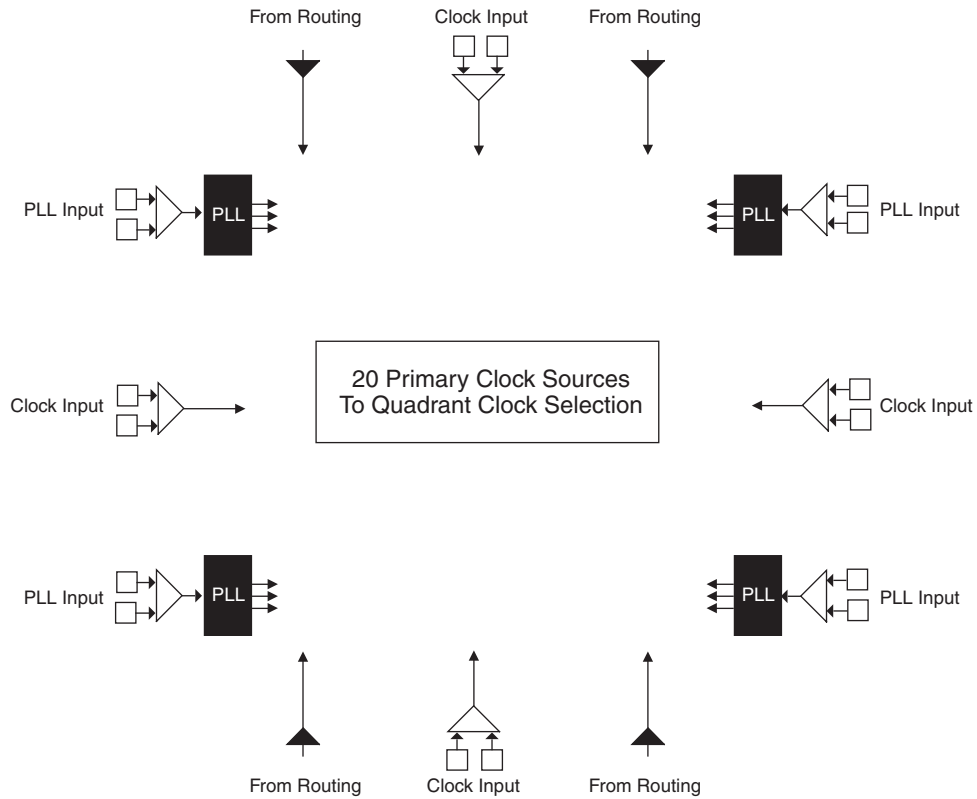 From Routing
Clock Input
From Routing
PLL Input
PLL
PLL
PLL Input
Clock Input
20 Primary Clock Sources
To Quadrant Clock Selection
Clock Input
PLL Input
PLL
PLL
PLL Input
From Routing
Clock Input
From Routing